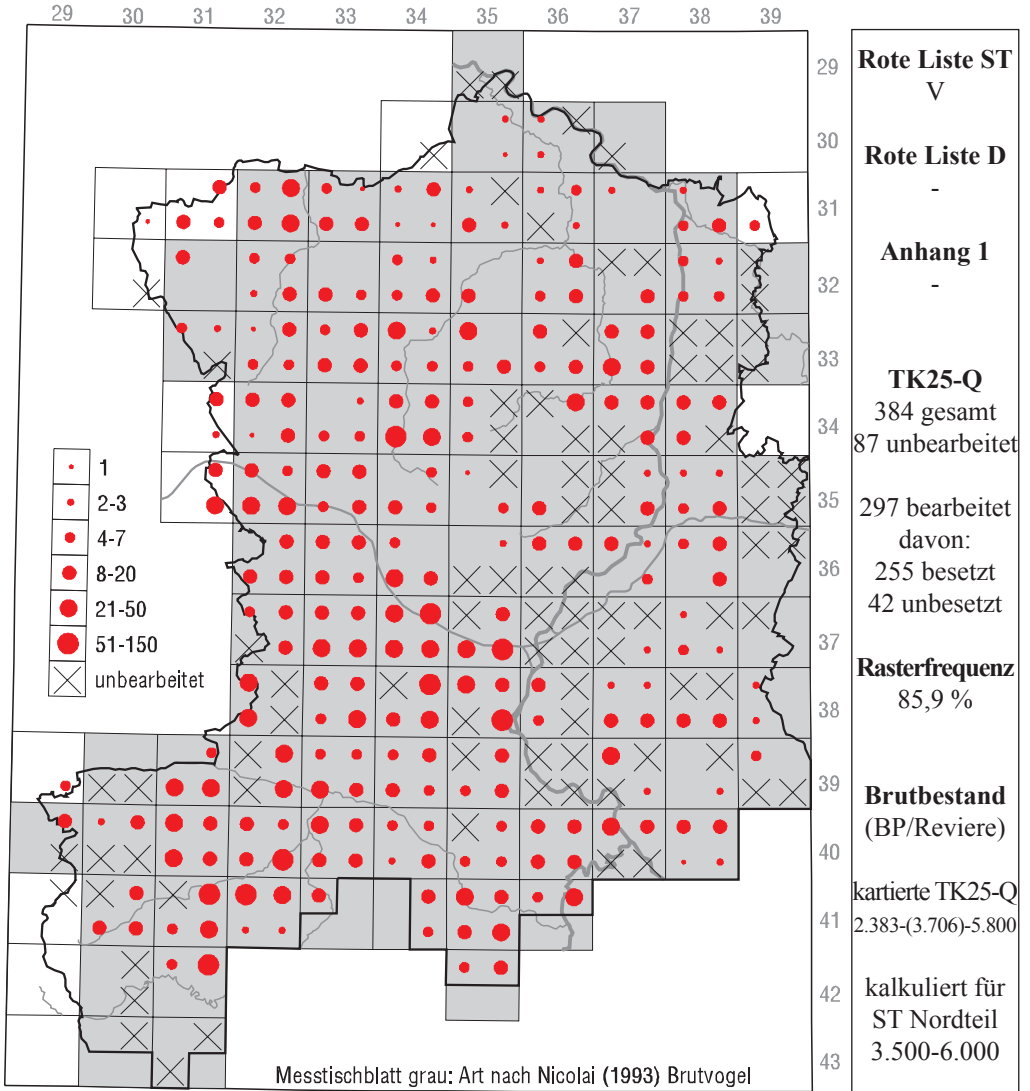 29 30 31 32 33 34 35 36 37 38 39
29
30
31
32
33
34
35
36
37
38
39
40
41
42
43
1
2-3
4-7
8-20
21-50
51-150
unbearbeitet
Messtischblatt grau: Art nach Nicolai (1993) Brutvogel
Rote Liste ST
V
Rote Liste D
-
Anhang 1
-
TK25-Q
384 gesamt
87 unbearbeitet
297 bearbeitet
davon:
255 besetzt
42 unbesetzt
Rasterfrequenz
85,9 %
Brutbestand
(BP/Reviere)
kartierte TK25-Q
2.383-(3.706)-5.800
kalkuliert für
ST Nordteil
3.500-6.000